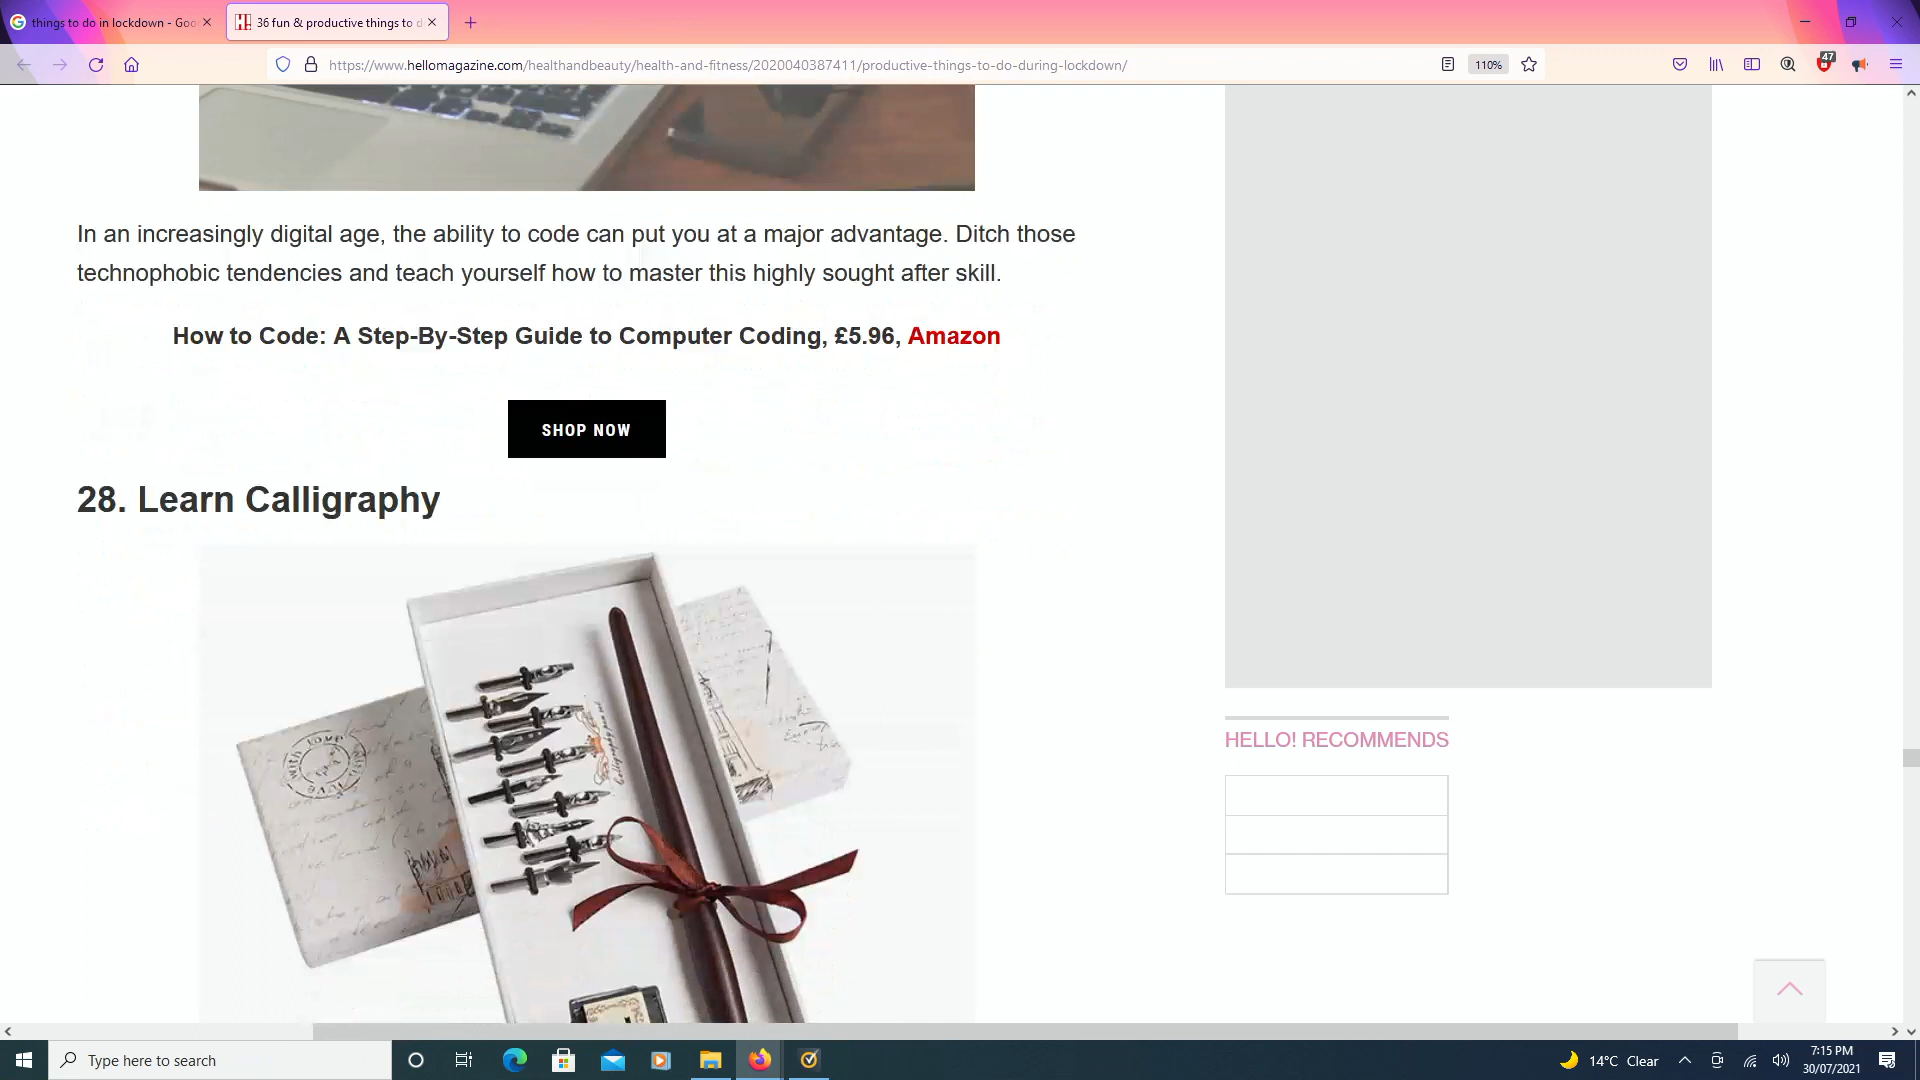 things to do in lockdown - Goo
36 fun & productive things to d
https://www.hellomagazine.com/healthandbeauty/health-and-fitness/2020040387411/productive-things-to-do-during-lockdown/
110%
47
In an increasingly digital age, the ability to code can put you at a major advantage. Ditch those
technophobic tendencies and teach yourself how to master this highly sought after skill.
How to Code: A Step-By-Step Guide to Computer Coding, £5.96, Amazon
SHOP NOW
28. Learn Calligraphy
HELLO! RECOMMENDS
Type here to search
14°C Clear
7:15 PM
30/07/2021